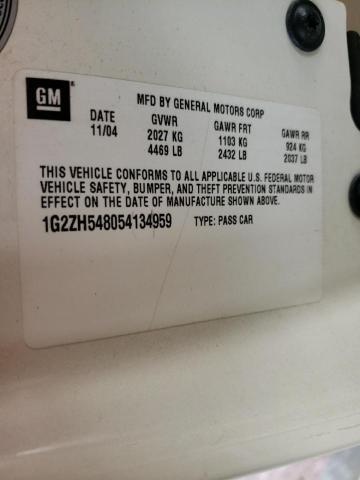 GM
MFD BY GENERAL MOTORS CORP
DATE GVWR GAWR FRT GAWR RR
11/04 2027 KG 1103 KG 924 KG
4469 LB 2432 LB 2037 LB
THIS VEHICLE CONFORMS TO ALL APPLICABLE U.S. FEDERAL MOTOR
VEHICLE SAFETY, BUMPER, AND THEFT PREVENTION STANDARDS IN
EFFECT ON THE DATE OF MANUFACTURE SHOWN ABOVE.
1G2ZH548054134959 TYPE: PASS CAR